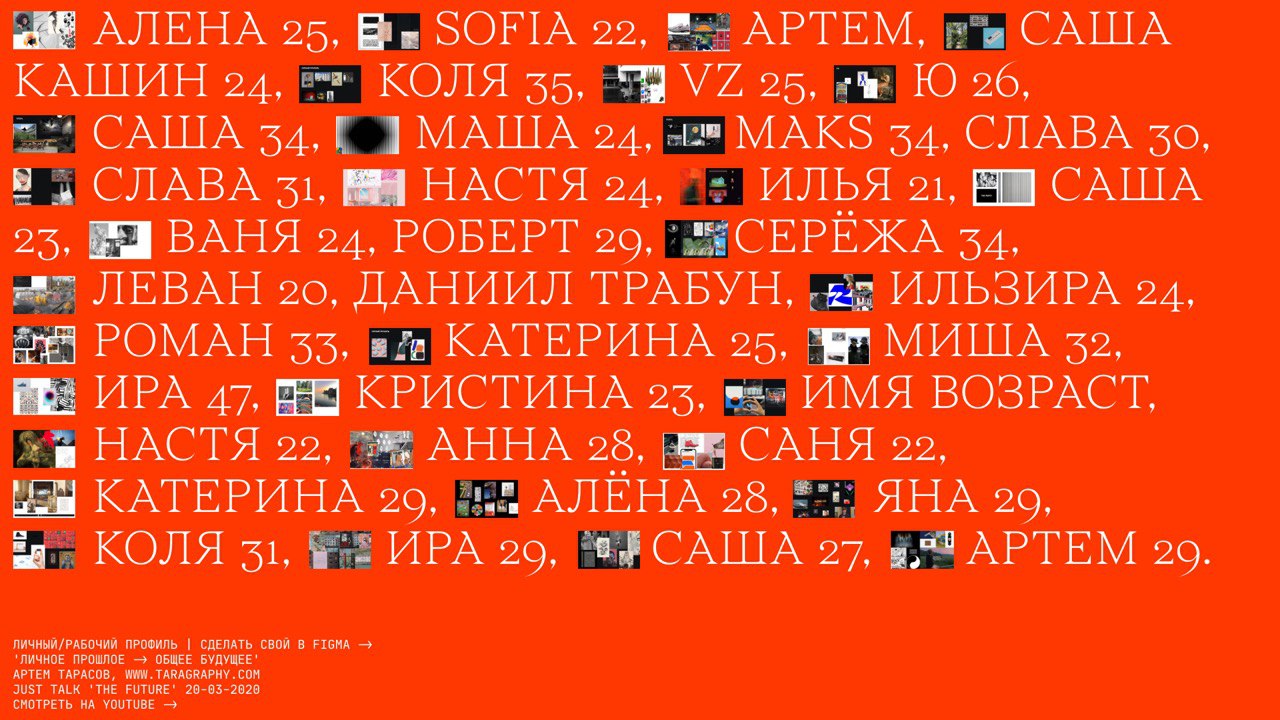 АЛЕНА 25, SOFIA 22, АРТЕМ, САША
КАШИН 24, КОЛЯ 35, VZ 25, Ю 26,
САША 34, МАША 24, MAKS 34, СЛАВА 30,
СЛАВА 31, НАСТЯ 24, ИЛЬЯ 21, САША
23, ВАНЯ 24, РОБЕРТ 29, СЕРЁЖА 34,
ЛЕВАН 20, ДАНИИЛ ТРАБУН, ИЛЬЗИРА 24,
РОМАН 33, КАТЕРИНА 25, МИША 32,
ИРА 47, КРИСТИНА 23, ИМЯ ВОЗРАСТ,
НАСТЯ 22, АННА 28, САНЯ 22,
КАТЕРИНА 29, АЛЁНА 28, ЯНА 29,
КОЛЯ 31, ИРА 29, САША 27, АРТЕМ 29.
ЛИЧНЫЙ/РАБОЧИЙ ПРОФИЛЬ | СДЕЛАТЬ СВОЙ В FIGMA →
'ЛИЧНОЕ ПРОШЛОЕ → ОБЩЕЕ БУДУЩЕЕ'
АРТЕМ ТАРАСОВ, WWW.TARAGRAPHY.COM
JUST TALK 'THE FUTURE' 20-03-2020
СМОТРЕТЬ НА YOUTUBE →